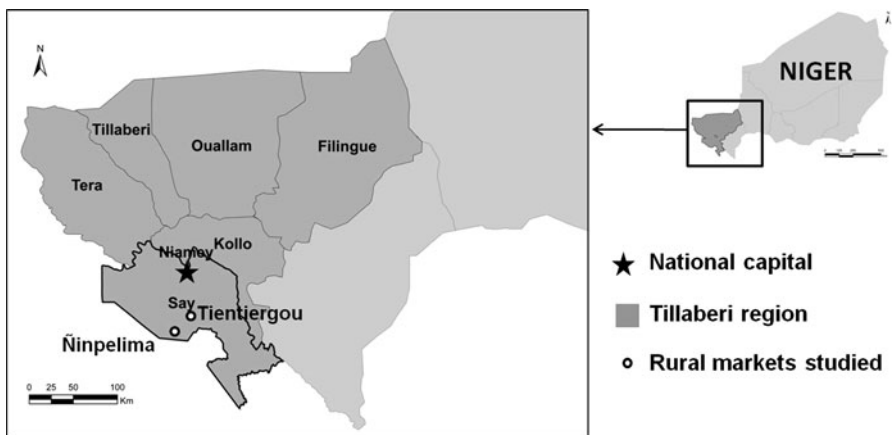 N
Tillaberi
Ouallam
Filingue
Tera
Niamey
Kollo
Say
Tientiergou
Ñinpelima
0 25 50 100
Km
NIGER
National capital
Tillaberi region
Rural markets studied